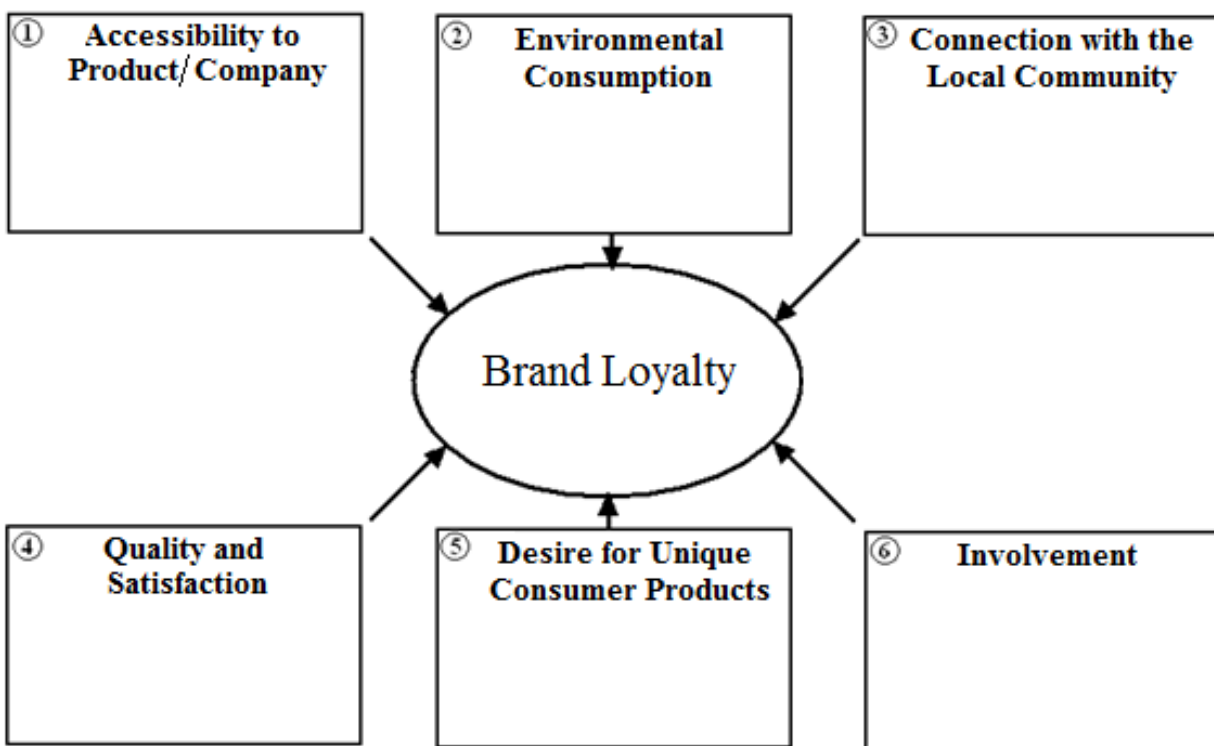 ① Accessibility to
Product/ Company
② Environmental
Consumption
③ Connection with the
Local Community
Brand Loyalty
④ Quality and
Satisfaction
⑤ Desire for Unique
Consumer Products
⑥ Involvement